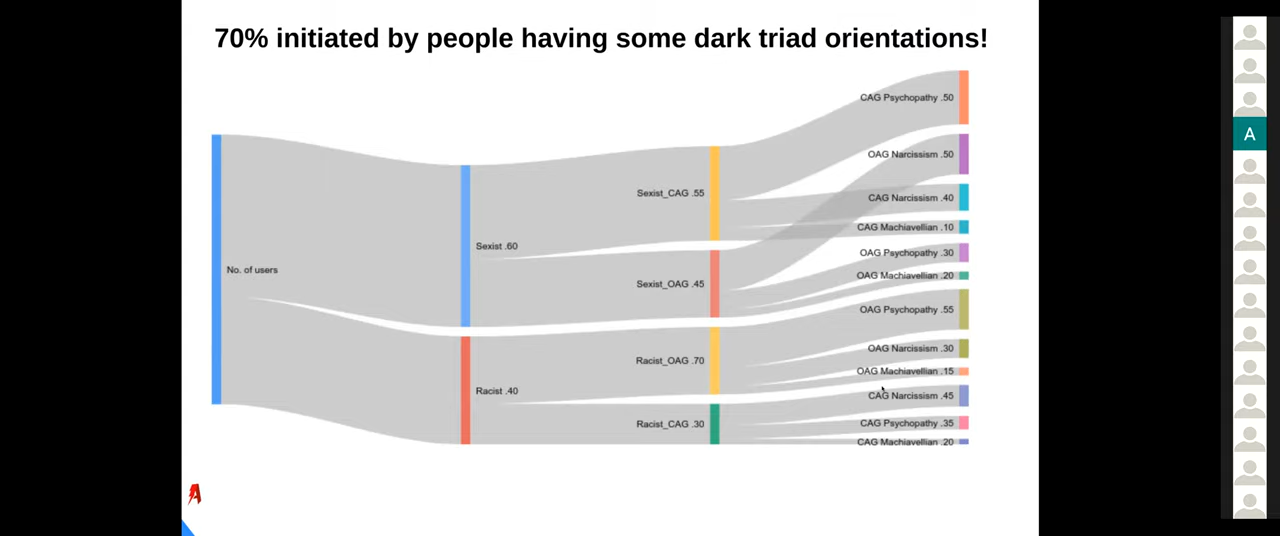 70% initiated by people having some dark triad orientations!
No. of users
Sexist .60
Racist .40
Sexist_CAG .55
Sexist_OAG .45
Racist_OAG .70
Racist_CAG .30
CAG Psychopathy .50
OAG Narcissism .50
CAG Narcissism .40
CAG Machiavellian .10
OAG Psychopathy .30
OAG Machiavellian .20
OAG Psychopathy .55
OAG Narcissism .30
OAG Machiavellian .15
CAG Narcissism .45
CAG Psychopathy .35
CAG Machiavellian .20
A
A